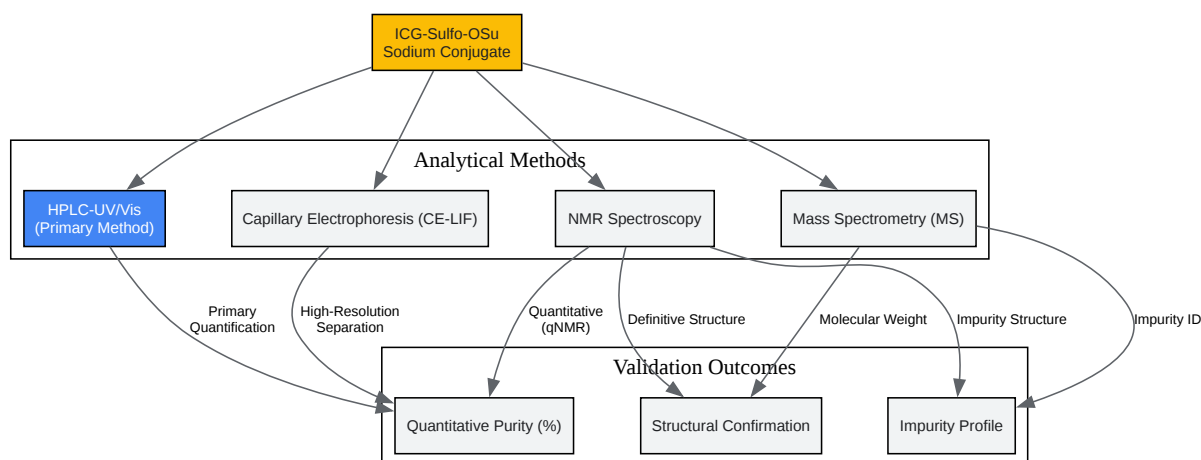 ICG-Sulfo-OSu
Sodium Conjugate
Analytical Methods
HPLC-UV/Vis
(Primary Method)
Capillary Electrophoresis (CE-LIF)
NMR Spectroscopy
Mass Spectrometry (MS)
Primary
Quantification
High-Resolution
Separation
Quantitative
(qNMR)
Definitive Structure
Molecular Weight
Impurity Structure
Impurity ID
Validation Outcomes
Quantitative Purity (%)
Structural Confirmation
Impurity Profile